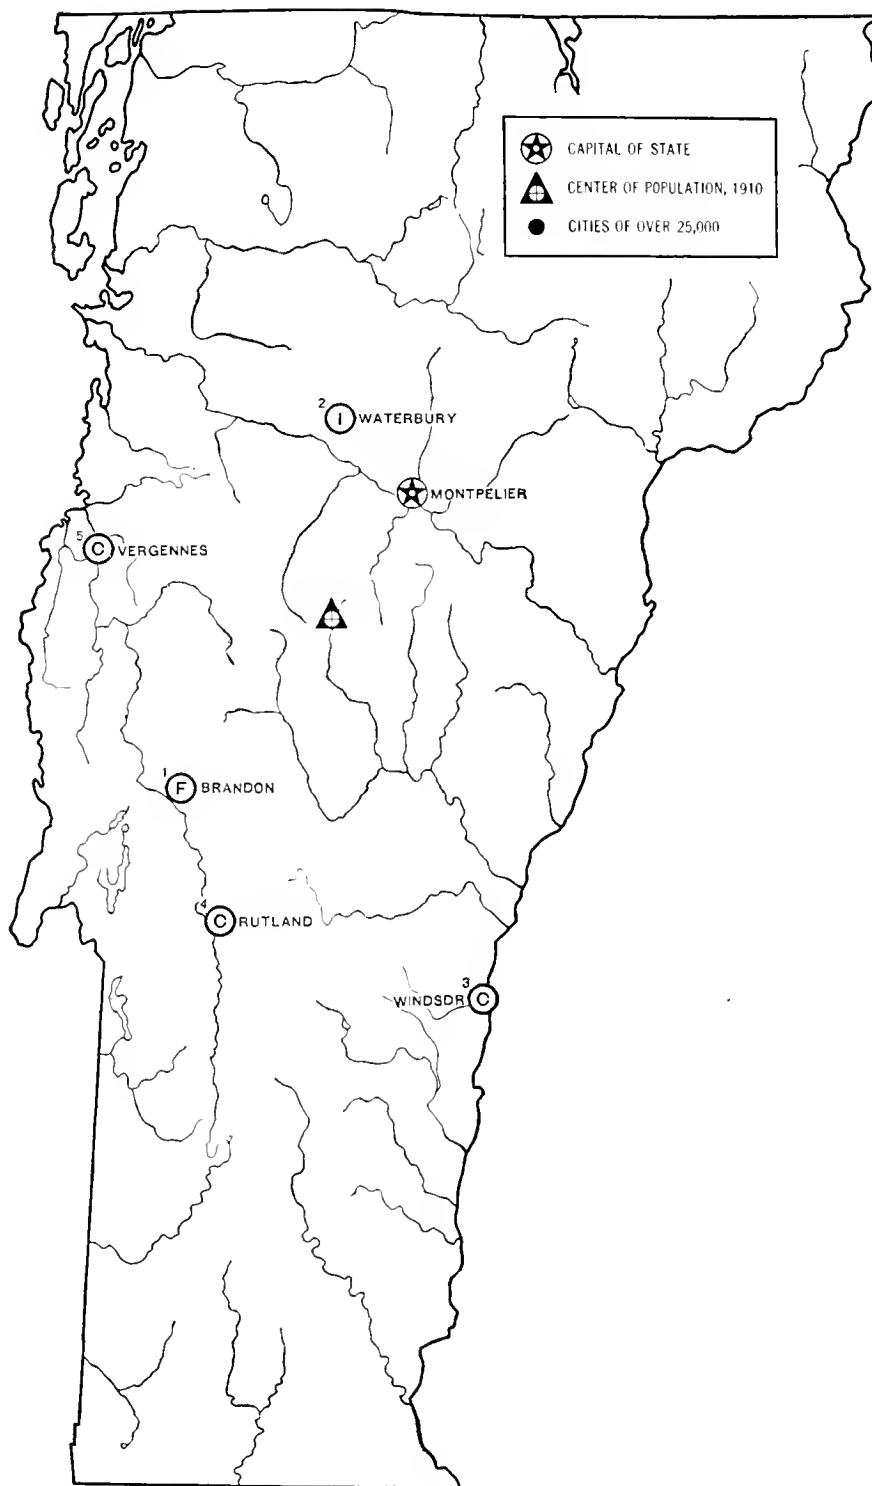 CAPITAL OF STATE
CENTER OF POPULATION, 1910
CITIES OF OVER 25,000
2 I WATERBURY
MONTPELIER
5 C VERGENNES
1 F BRANDON
4 C RUTLAND
WINDSDR 3 C